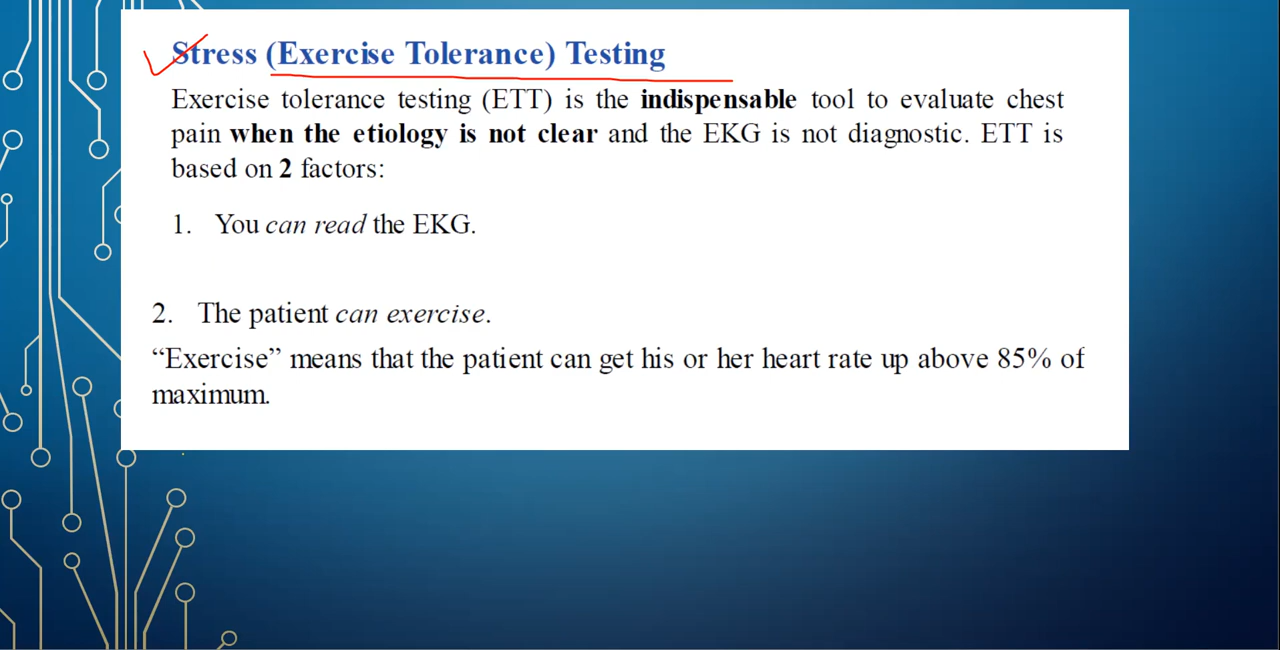 Stress (Exercise Tolerance) Testing
Exercise tolerance testing (ETT) is the indispensable tool to evaluate chest
pain when the etiology is not clear and the EKG is not diagnostic. ETT is
based on 2 factors:
1. You can read the EKG.
2. The patient can exercise.
“Exercise” means that the patient can get his or her heart rate up above 85% of
maximum.